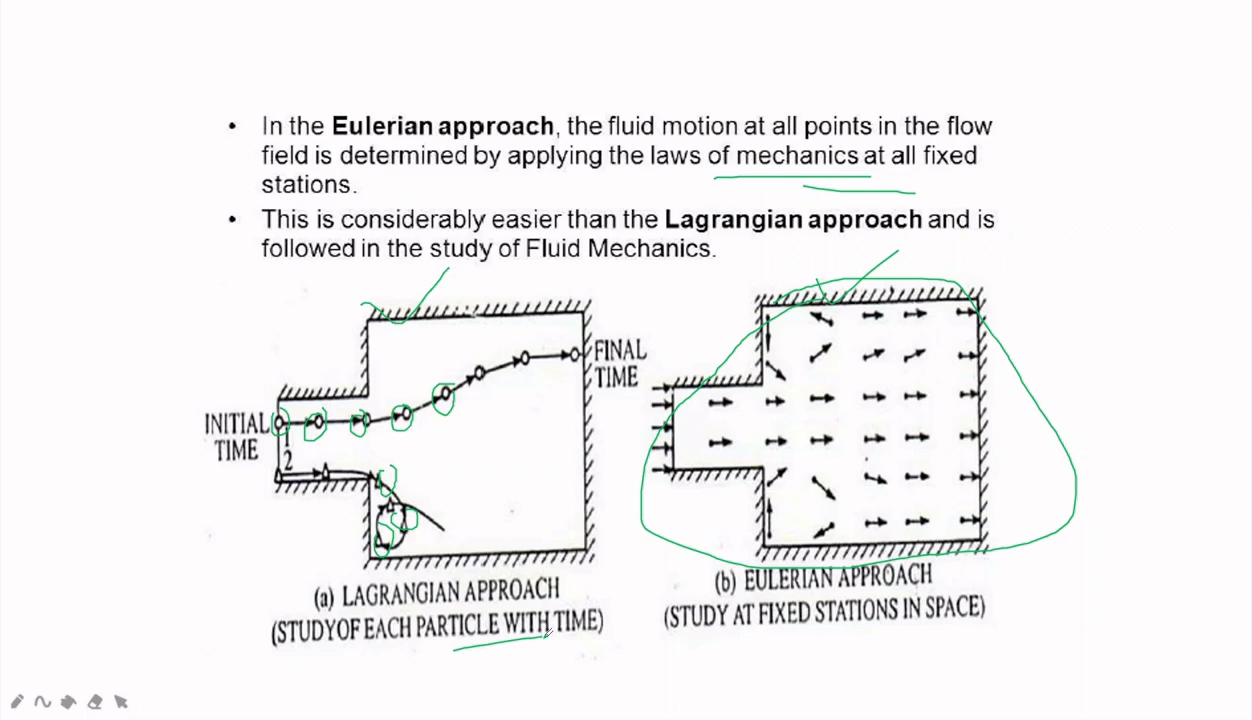 • In the Eulerian approach, the fluid motion at all points in the flow
field is determined by applying the laws of mechanics at all fixed
stations.
• This is considerably easier than the Lagrangian approach and is
followed in the study of Fluid Mechanics.
INITIAL
TIME
1
2
FINAL
TIME
(a) LAGRANGIAN APPROACH
(STUDYOF EACH PARTICLE WITH TIME)
(b) EULERIAN APPROACH
(STUDY AT FIXED STATIONS IN SPACE)